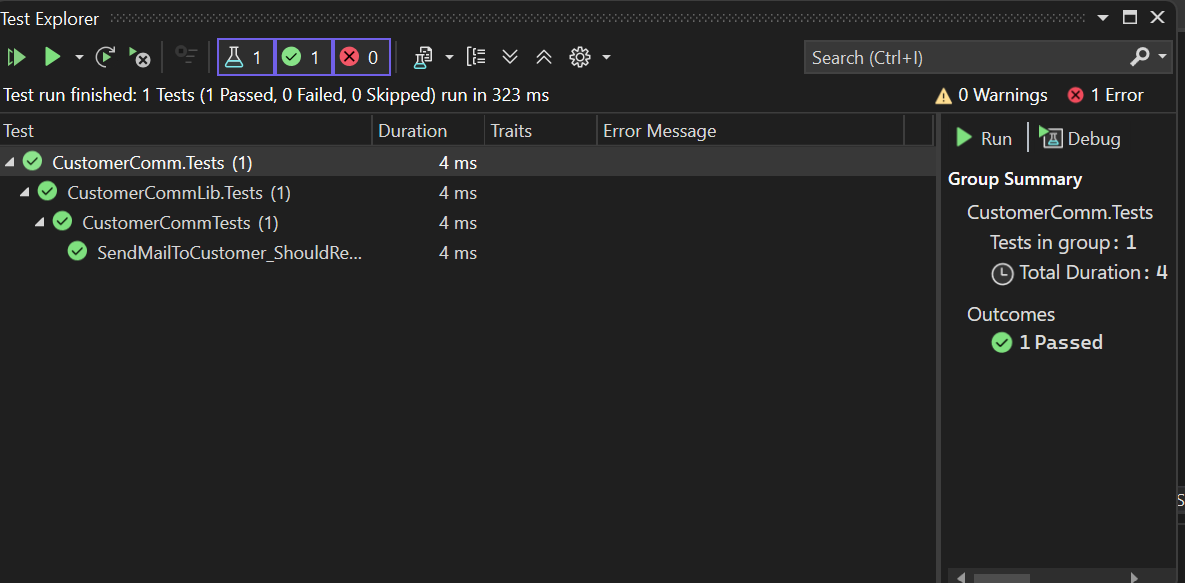 Test Explorer
1 1 0
Search (Ctrl+I)
Test run finished: 1 Tests (1 Passed, 0 Failed, 0 Skipped) run in 323 ms
0 Warnings 1 Error
Test Duration Traits Error Message
CustomerComm.Tests (1) 4 ms
CustomerCommLib.Tests (1) 4 ms
CustomerCommTests (1) 4 ms
SendMailToCustomer_ShouldRe... 4 ms
Run Debug
Group Summary
CustomerComm.Tests
Tests in group: 1
Total Duration: 4
Outcomes
1 Passed
S